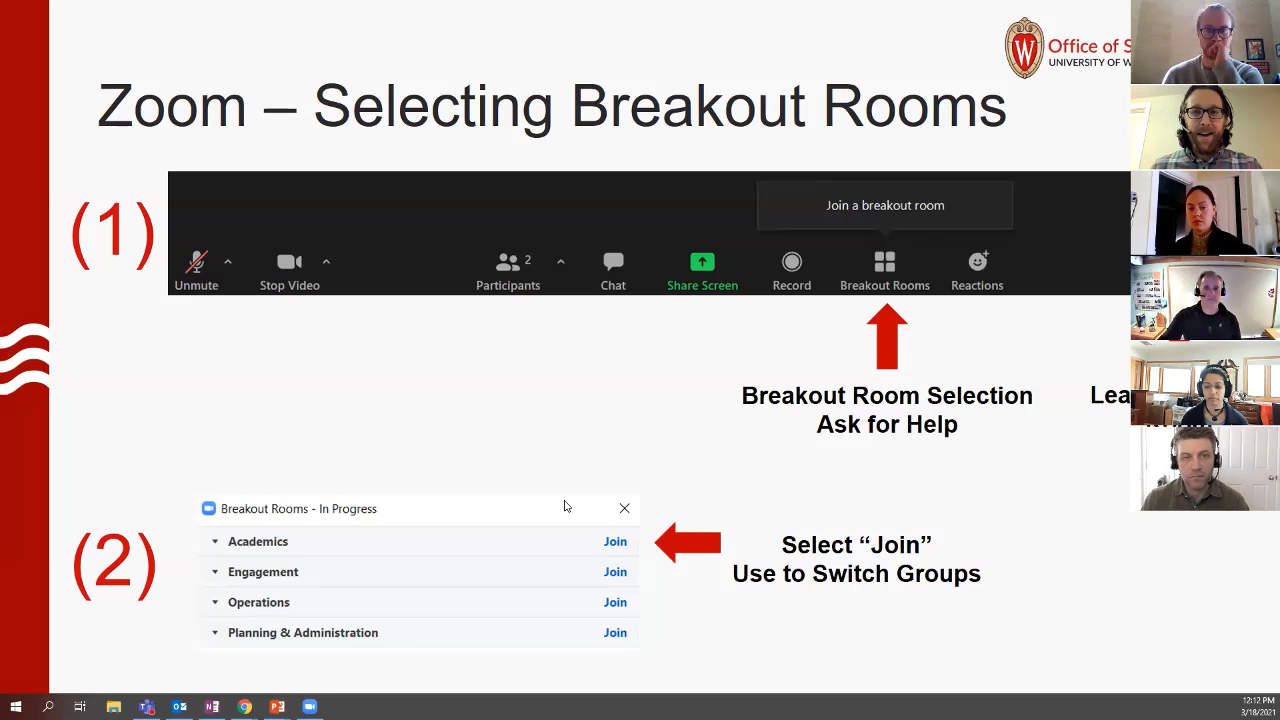 Office of S
UNIVERSITY OF W
Zoom – Selecting Breakout Rooms
(1)
Join a breakout room
2
Unmute
Stop Video
Participants
Chat
Share Screen
Record
Breakout Rooms
Reactions
Breakout Room Selection
Ask for Help
Lea
(2)
Breakout Rooms - In Progress
Academics Join
Engagement Join
Operations Join
Planning & Administration Join
Select “Join”
Use to Switch Groups
12:12 PM
3/18/2021